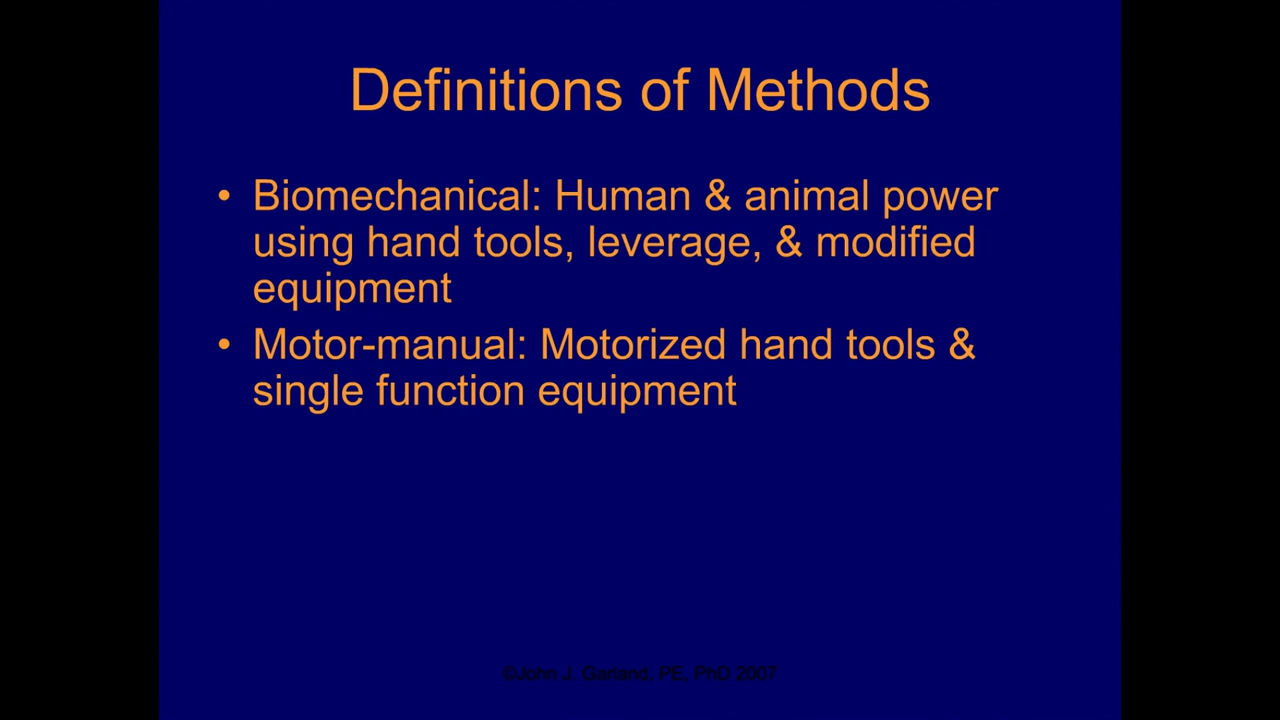 Definitions of Methods
• Biomechanical: Human & animal power
using hand tools, leverage, & modified
equipment
• Motor-manual: Motorized hand tools &
single function equipment
©John J. Garland, PE, PhD 2007